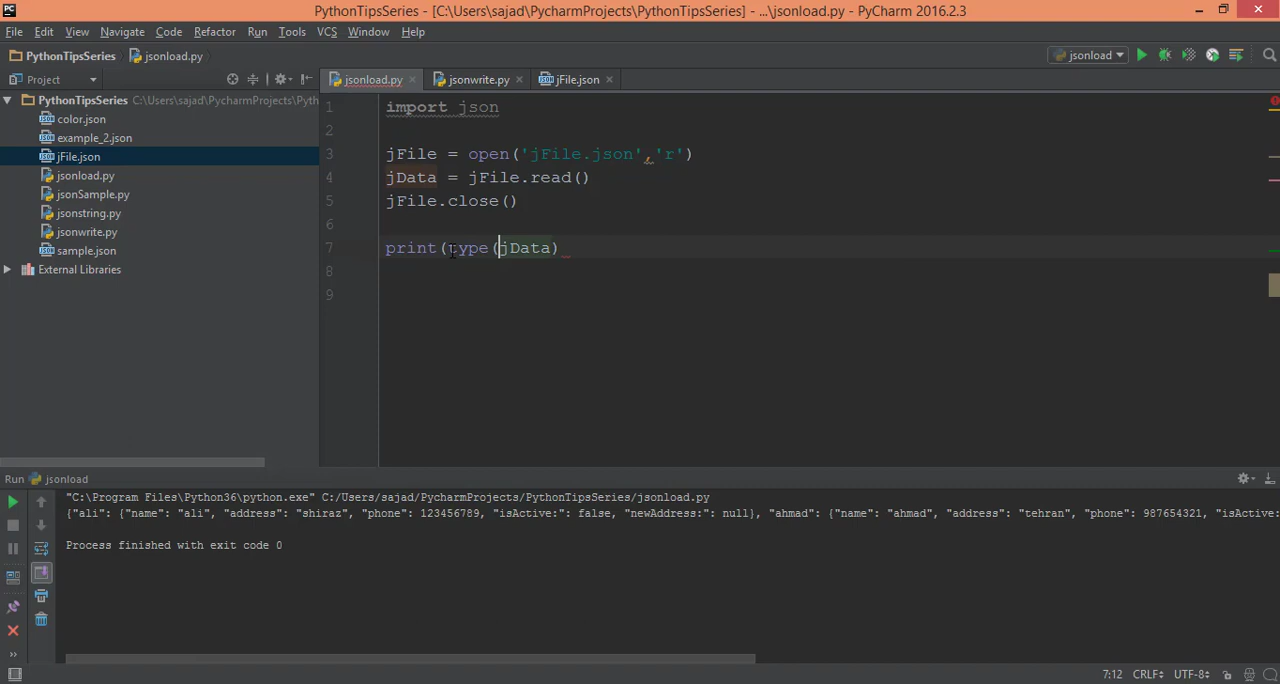 PythonTipsSeries - [C:\Users\sajad\PycharmProjects\PythonTipsSeries] - ...\jsonload.py - PyCharm 2016.2.3
File Edit View Navigate Code Refactor Run Tools VCS Window Help
PythonTipsSeries jsonload.py jsonload
Project jsonload.py jsonwrite.py jFile.json
PythonTipsSeries C:\Users\sajad\PycharmProjects\Pyth
color.json
example_2.json
jFile.json
jsonload.py
jsonSample.py
jsonstring.py
jsonwrite.py
sample.json
External Libraries
1 import json
2
3 jFile = open('jFile.json','r')
4 jData = jFile.read()
5 jFile.close()
6
7 print(type(jData)
8
9
Run jsonload
"C:\Program Files\Python36\python.exe" C:/Users/sajad/PycharmProjects/PythonTipsSeries/jsonload.py
{"ali": {"name": "ali", "address": "shiraz", "phone": 123456789, "isActive:": false, "newAddress:": null}, "ahmad": {"name": "ahmad", "address": "tehran", "phone": 987654321, "isActive:
Process finished with exit code 0
7:12 CRLF UTF-8